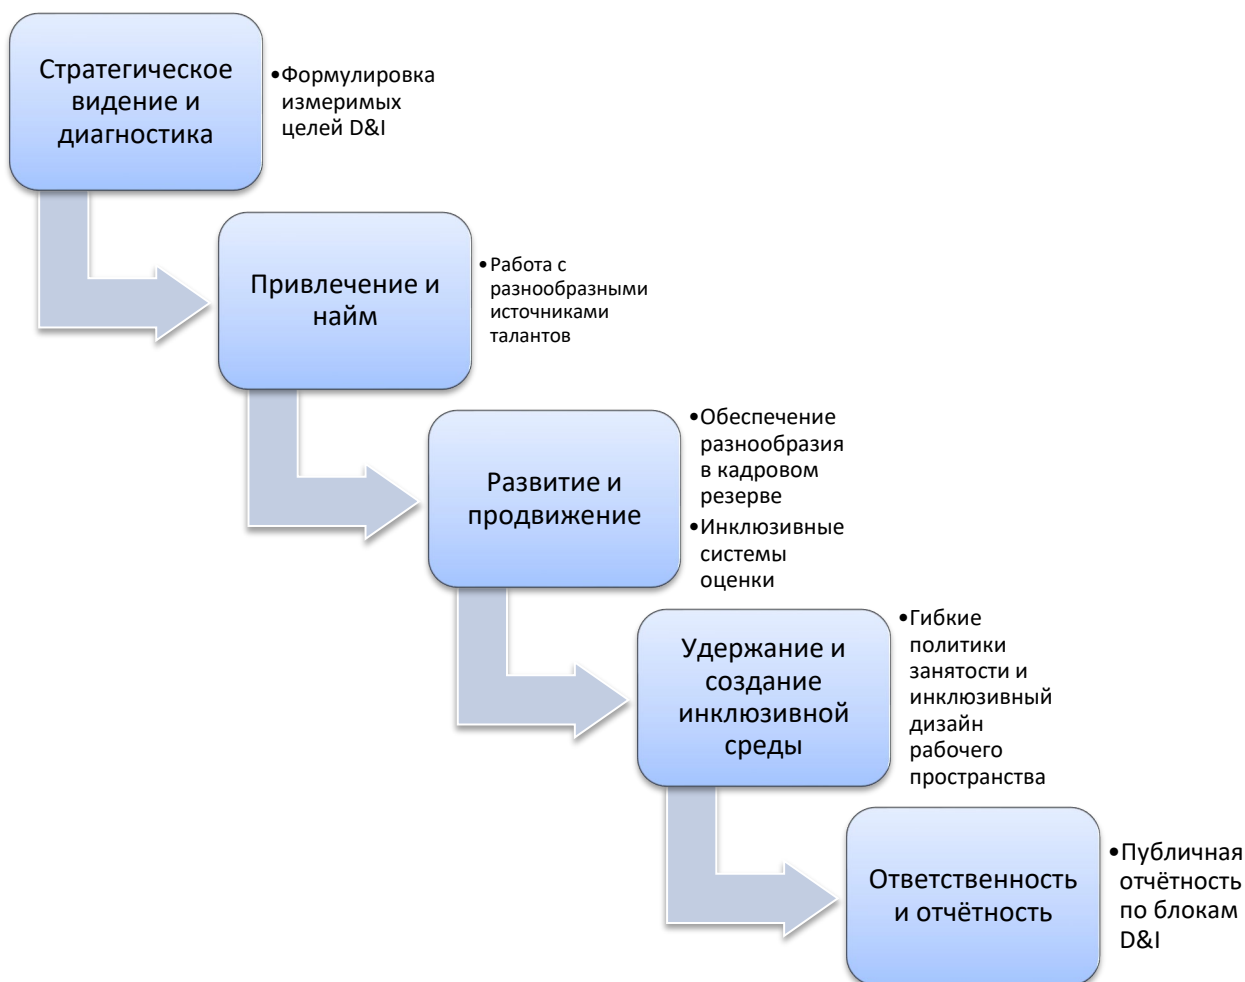 Стратегическое
видение и
диагностика
•Формулировка
измеримых
целей D&I
Привлечение и
найм
•Работа с
разнообразными
источниками
талантов
Развитие и
продвижение
•Обеспечение
разнообразия
в кадровом
резерве
•Инклюзивные
системы
оценки
Удержание и
создание
инклюзивной
среды
•Гибкие
политики
занятости и
инклюзивный
дизайн
рабочего
пространства
Ответственность
и отчётность
•Публичная
отчётность
по блокам
D&I